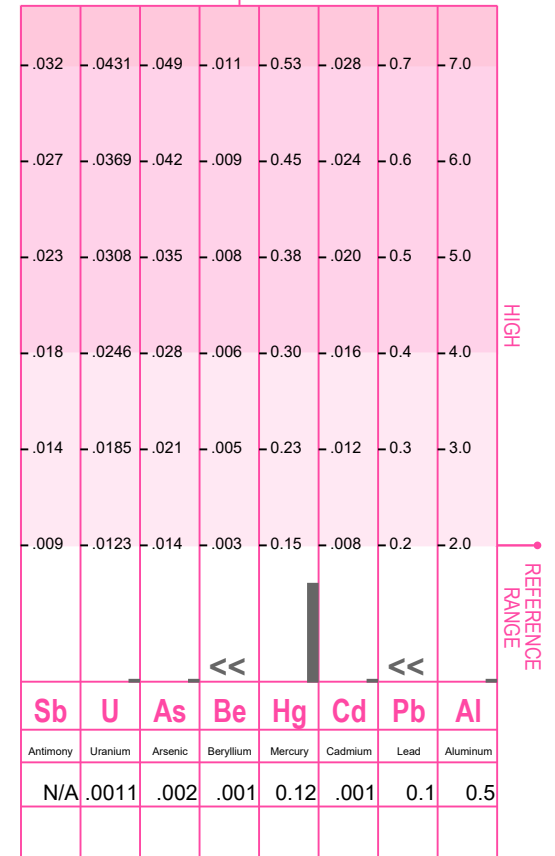 .032 .0431 .049 .011 0.53 .028 0.7 7.0
.027 .0369 .042 .009 0.45 .024 0.6 6.0
.023 .0308 .035 .008 0.38 .020 0.5 5.0
HIGH
.018 .0246 .028 .006 0.30 .016 0.4 4.0
.014 .0185 .021 .005 0.23 .012 0.3 3.0
.009 .0123 .014 .003 0.15 .008 0.2 2.0
REFERENCE
RANGE
<< <<
Sb U As Be Hg Cd Pb Al
Antimony Uranium Arsenic Beryllium Mercury Cadmium Lead Aluminum
N/A .0011 .002 .001 0.12 .001 0.1 0.5